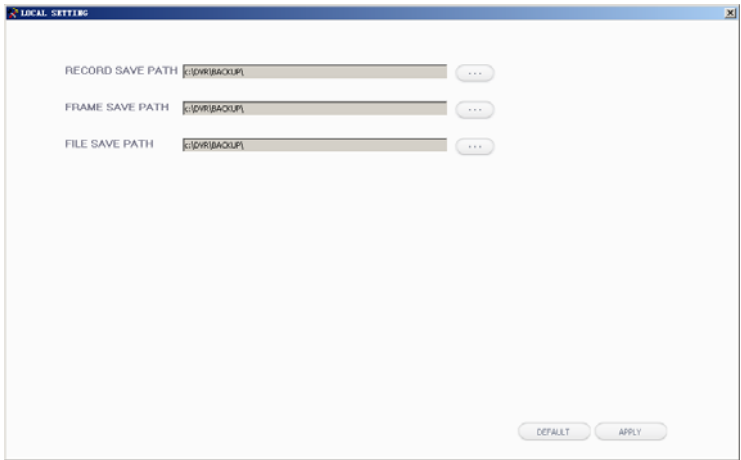 LOCAL SETTING
RECORD SAVE PATH c:\DVR\BACKUP\ ...
FRAME SAVE PATH c:\DVR\BACKUP\ ...
FILE SAVE PATH c:\DVR\BACKUP\ ...
DEFAULT APPLY